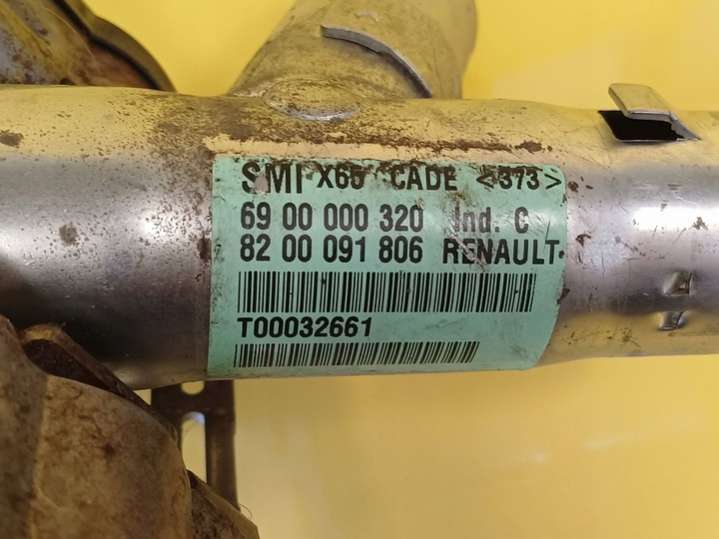 SMI X65 CADE <373>
69 00 000 320 Ind. C
82 00 091 806 RENAULT
T00032661